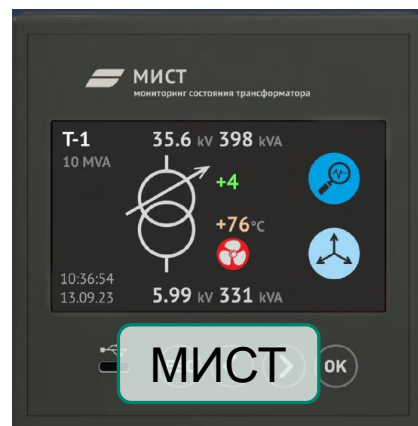 МИСТ
мониторинг состояния трансформатора
T-1 35.6 kV 398 kVA
10 MVA
+4
+76°C
10:36:54
13.09.23 5.99 kV 331 kVA
МИСТ
OK